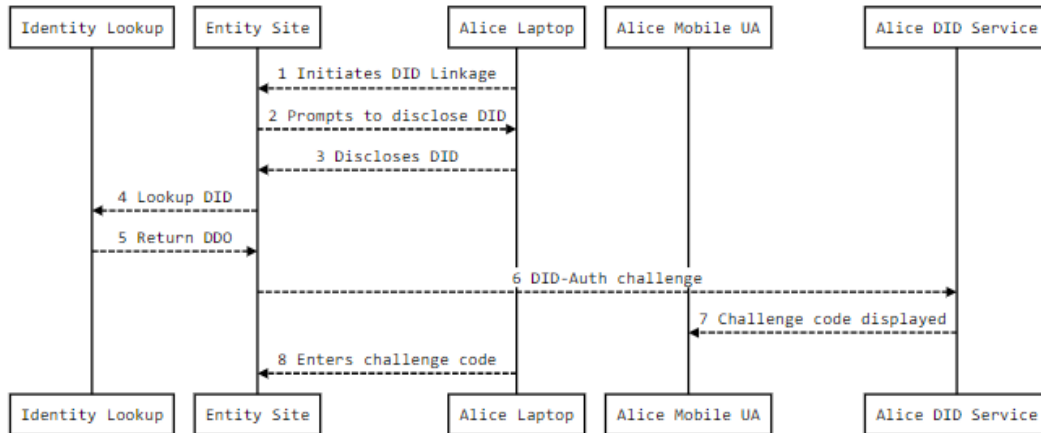 Identity Lookup
Entity Site
Alice Laptop
Alice Mobile UA
Alice DID Service
1 Initiates DID Linkage
2 Prompts to disclose DID
3 Discloses DID
4 Lookup DID
5 Return DDO
6 DID-Auth challenge
7 Challenge code displayed
8 Enters challenge code
Identity Lookup
Entity Site
Alice Laptop
Alice Mobile UA
Alice DID Service